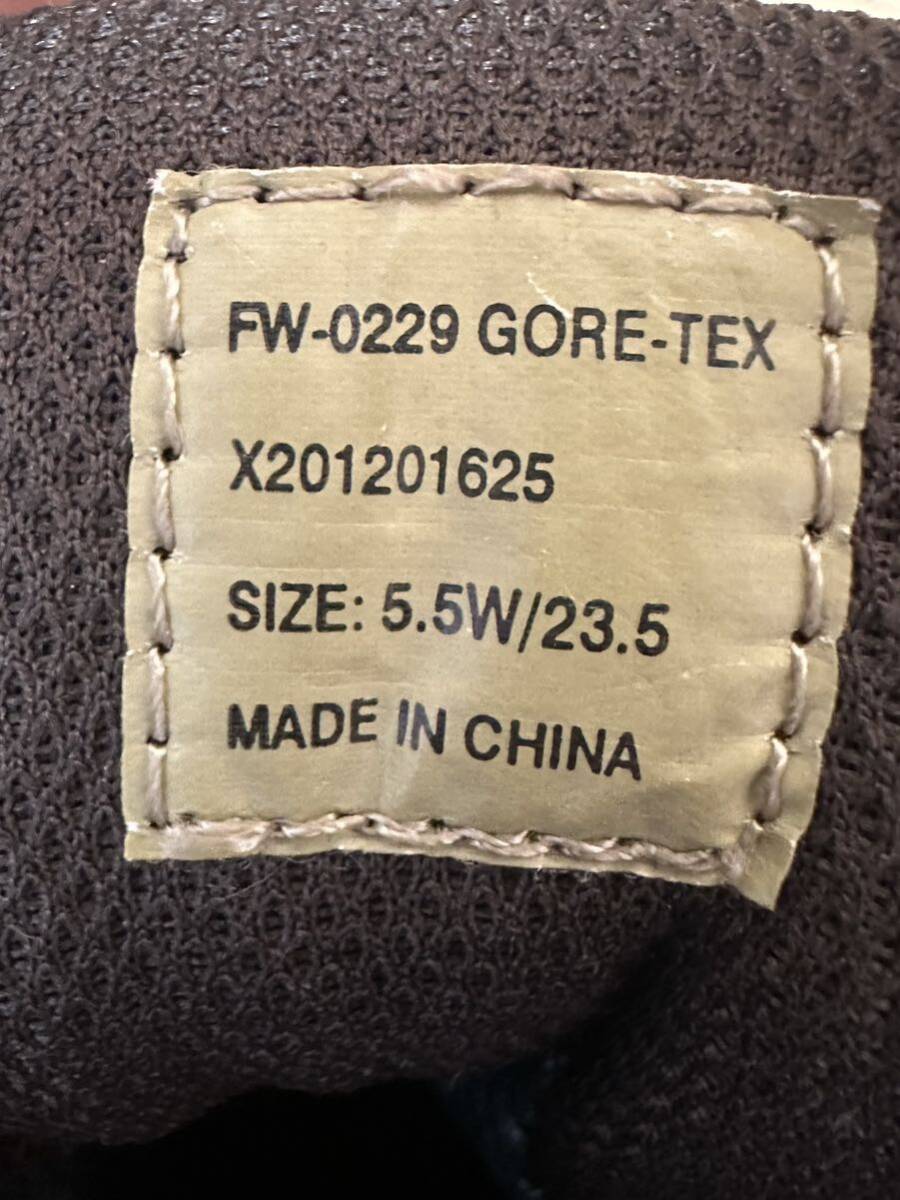 FW-0229 GORE-TEX
X201201625
SIZE: 5.5W/23.5
MADE IN CHINA